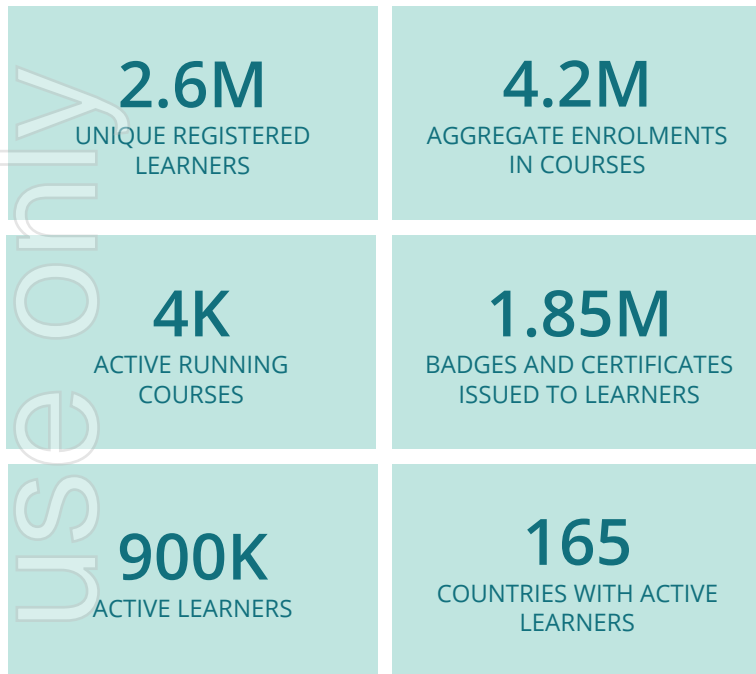 2.6M
UNIQUE REGISTERED
LEARNERS
4.2M
AGGREGATE ENROLMENTS
IN COURSES
4K
ACTIVE RUNNING
COURSES
1.85M
BADGES AND CERTIFICATES
ISSUED TO LEARNERS
900K
ACTIVE LEARNERS
165
COUNTRIES WITH ACTIVE
LEARNERS
use only